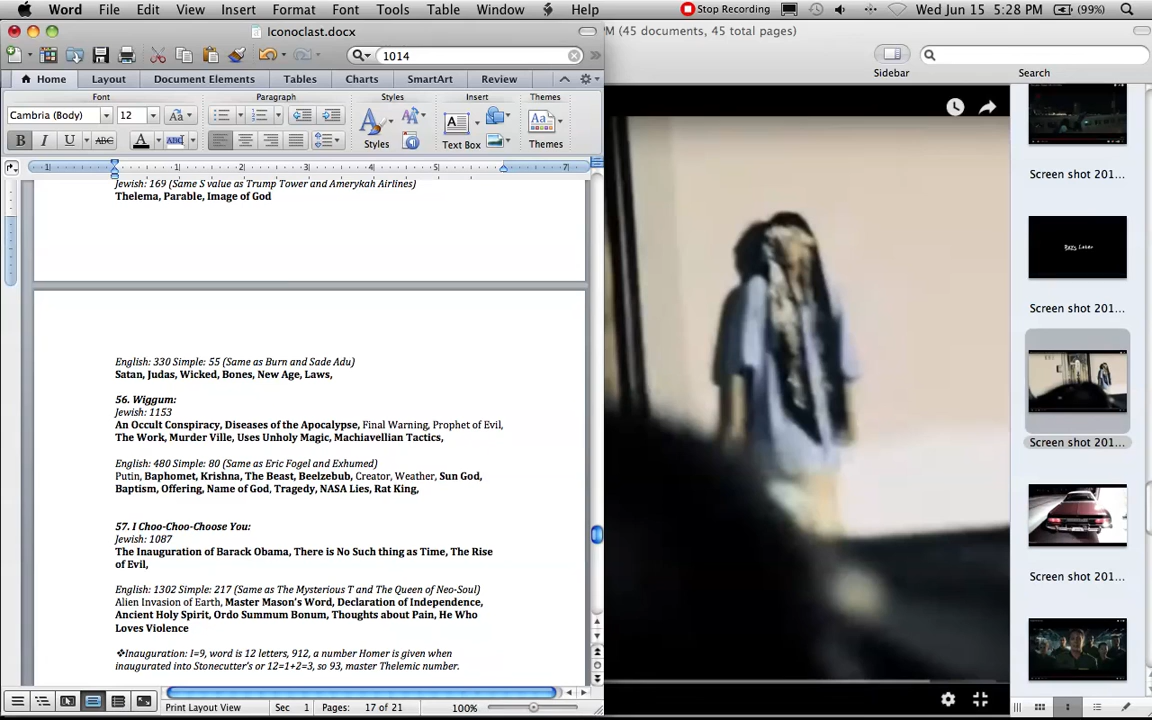 Word File Edit View Insert Format Font Tools Table Window Help Stop Recording Wed Jun 15 5:28 PM (99%)
Iconoclast.docx
PM (45 documents, 45 total pages)
1014
Sidebar
Search
Home Layout Document Elements Tables Charts SmartArt Review
Font Paragraph Styles Insert Themes
Cambria (Body) 12 Aa
B I U ABC A ABC
Styles Text Box Themes
1 1 2 3 4 5 6 7
Jewish: 169 (Same S value as Trump Tower and Amerykah Airlines)
Thelema, Parable, Image of God
English: 330 Simple: 55 (Same as Burn and Sade Adu)
Satan, Judas, Wicked, Bones, New Age, Laws,
56. Wiggum:
Jewish: 1153
An Occult Conspiracy, Diseases of the Apocalypse, Final Warning, Prophet of Evil,
The Work, Murder Ville, Uses Unholy Magic, Machiavellian Tactics,
English: 480 Simple: 80 (Same as Eric Fogel and Exhumed)
Putin, Baphomet, Krishna, The Beast, Beelzebub, Creator, Weather, Sun God,
Baptism, Offering, Name of God, Tragedy, NASA Lies, Rat King,
57. I Choo-Choo-Choose You:
Jewish: 1087
The Inauguration of Barack Obama, There is No Such thing as Time, The Rise
of Evil,
English: 1302 Simple: 217 (Same as The Mysterious T and The Queen of Neo-Soul)
Alien Invasion of Earth, Master Mason's Word, Declaration of Independence,
Ancient Holy Spirit, Ordo Summum Bonum, Thoughts about Pain, He Who
Loves Violence
❖Inauguration: I=9, word is 12 letters, 912, a number Homer is given when
inaugurated into Stonecutter's or 12=1+2=3, so 93, master Thelemic number.
Print Layout View Sec 1 Pages: 17 of 21 100%
Screen shot 201...
Screen shot 201...
Screen shot 201...
Screen shot 201...